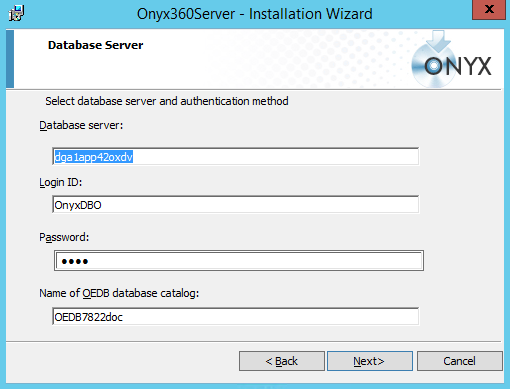 Onyx360Server - Installation Wizard
x
Database Server
ONYX
Select database server and authentication method
Database server:
dga1app42oxdv
Login ID:
OnyxDBO
Password:
●●●●
Name of OEDB database catalog:
OEDB7822doc
< Back Next> Cancel